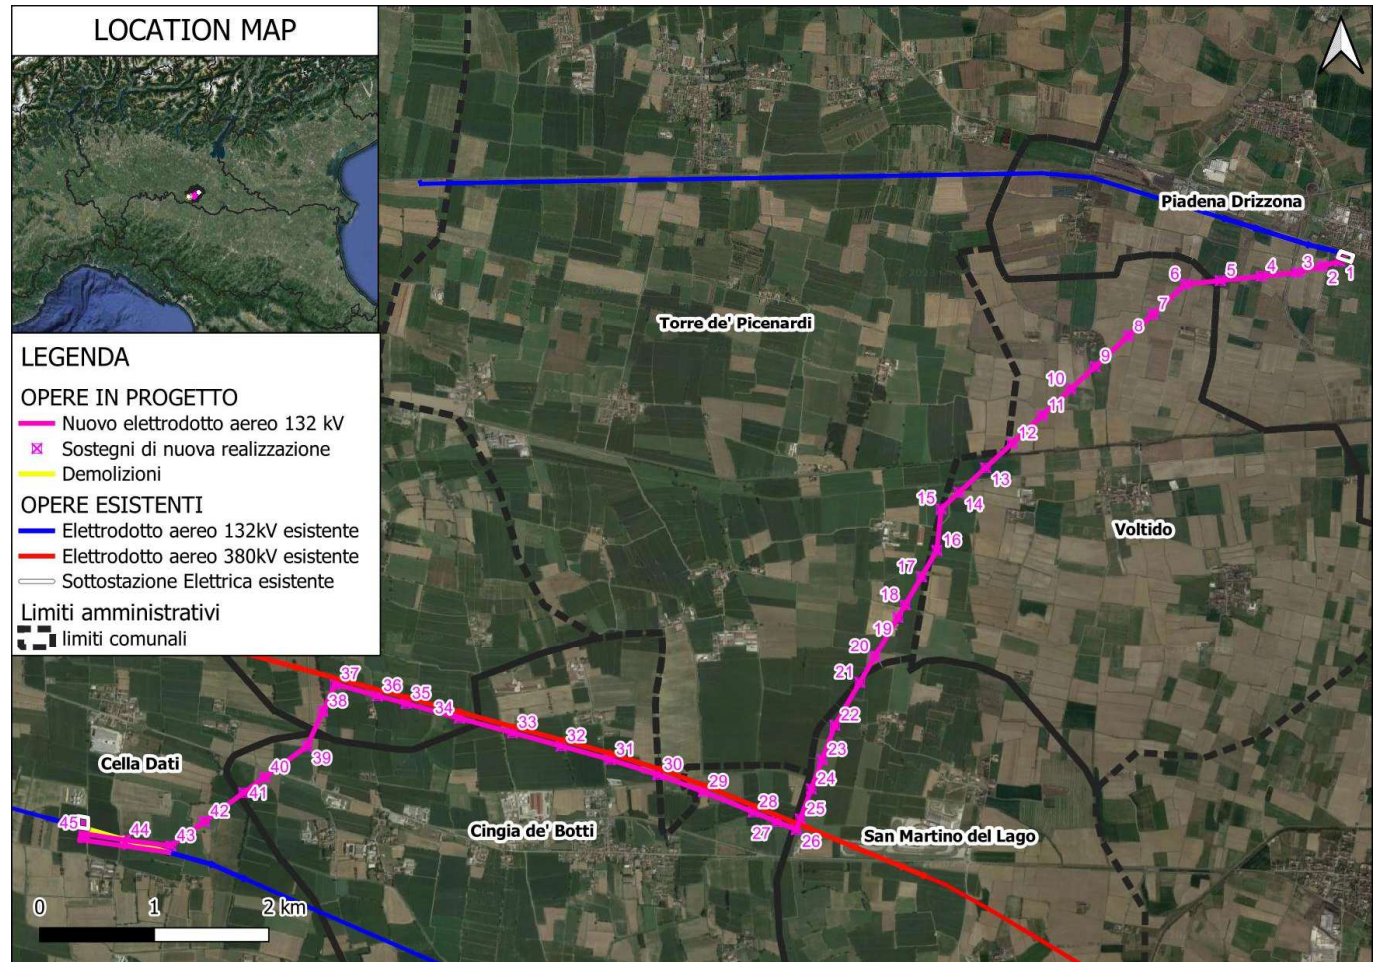 LOCATION MAP
LEGENDA
OPERE IN PROGETTO
Nuovo elettrodotto aereo 132 kV
Sostegni di nuova realizzazione
Demolizioni
OPERE ESISTENTI
Elettrodotto aereo 132kV esistente
Elettrodotto aereo 380kV esistente
Sottostazione Elettrica esistente
Limiti amministrativi
limiti comunali
Piadena Drizzona
1
2
3
4
5
6
7
8
9
10
11
12
13
14
15
16
17
18
19
20
21
22
23
24
25
26
27
28
29
30
31
32
33
34
35
36
37
38
39
40
41
42
43
44
45
Torre de' Picenardi
Voltido
Cella Dati
Cingia de' Botti
San Martino del Lago
0 1 2 km